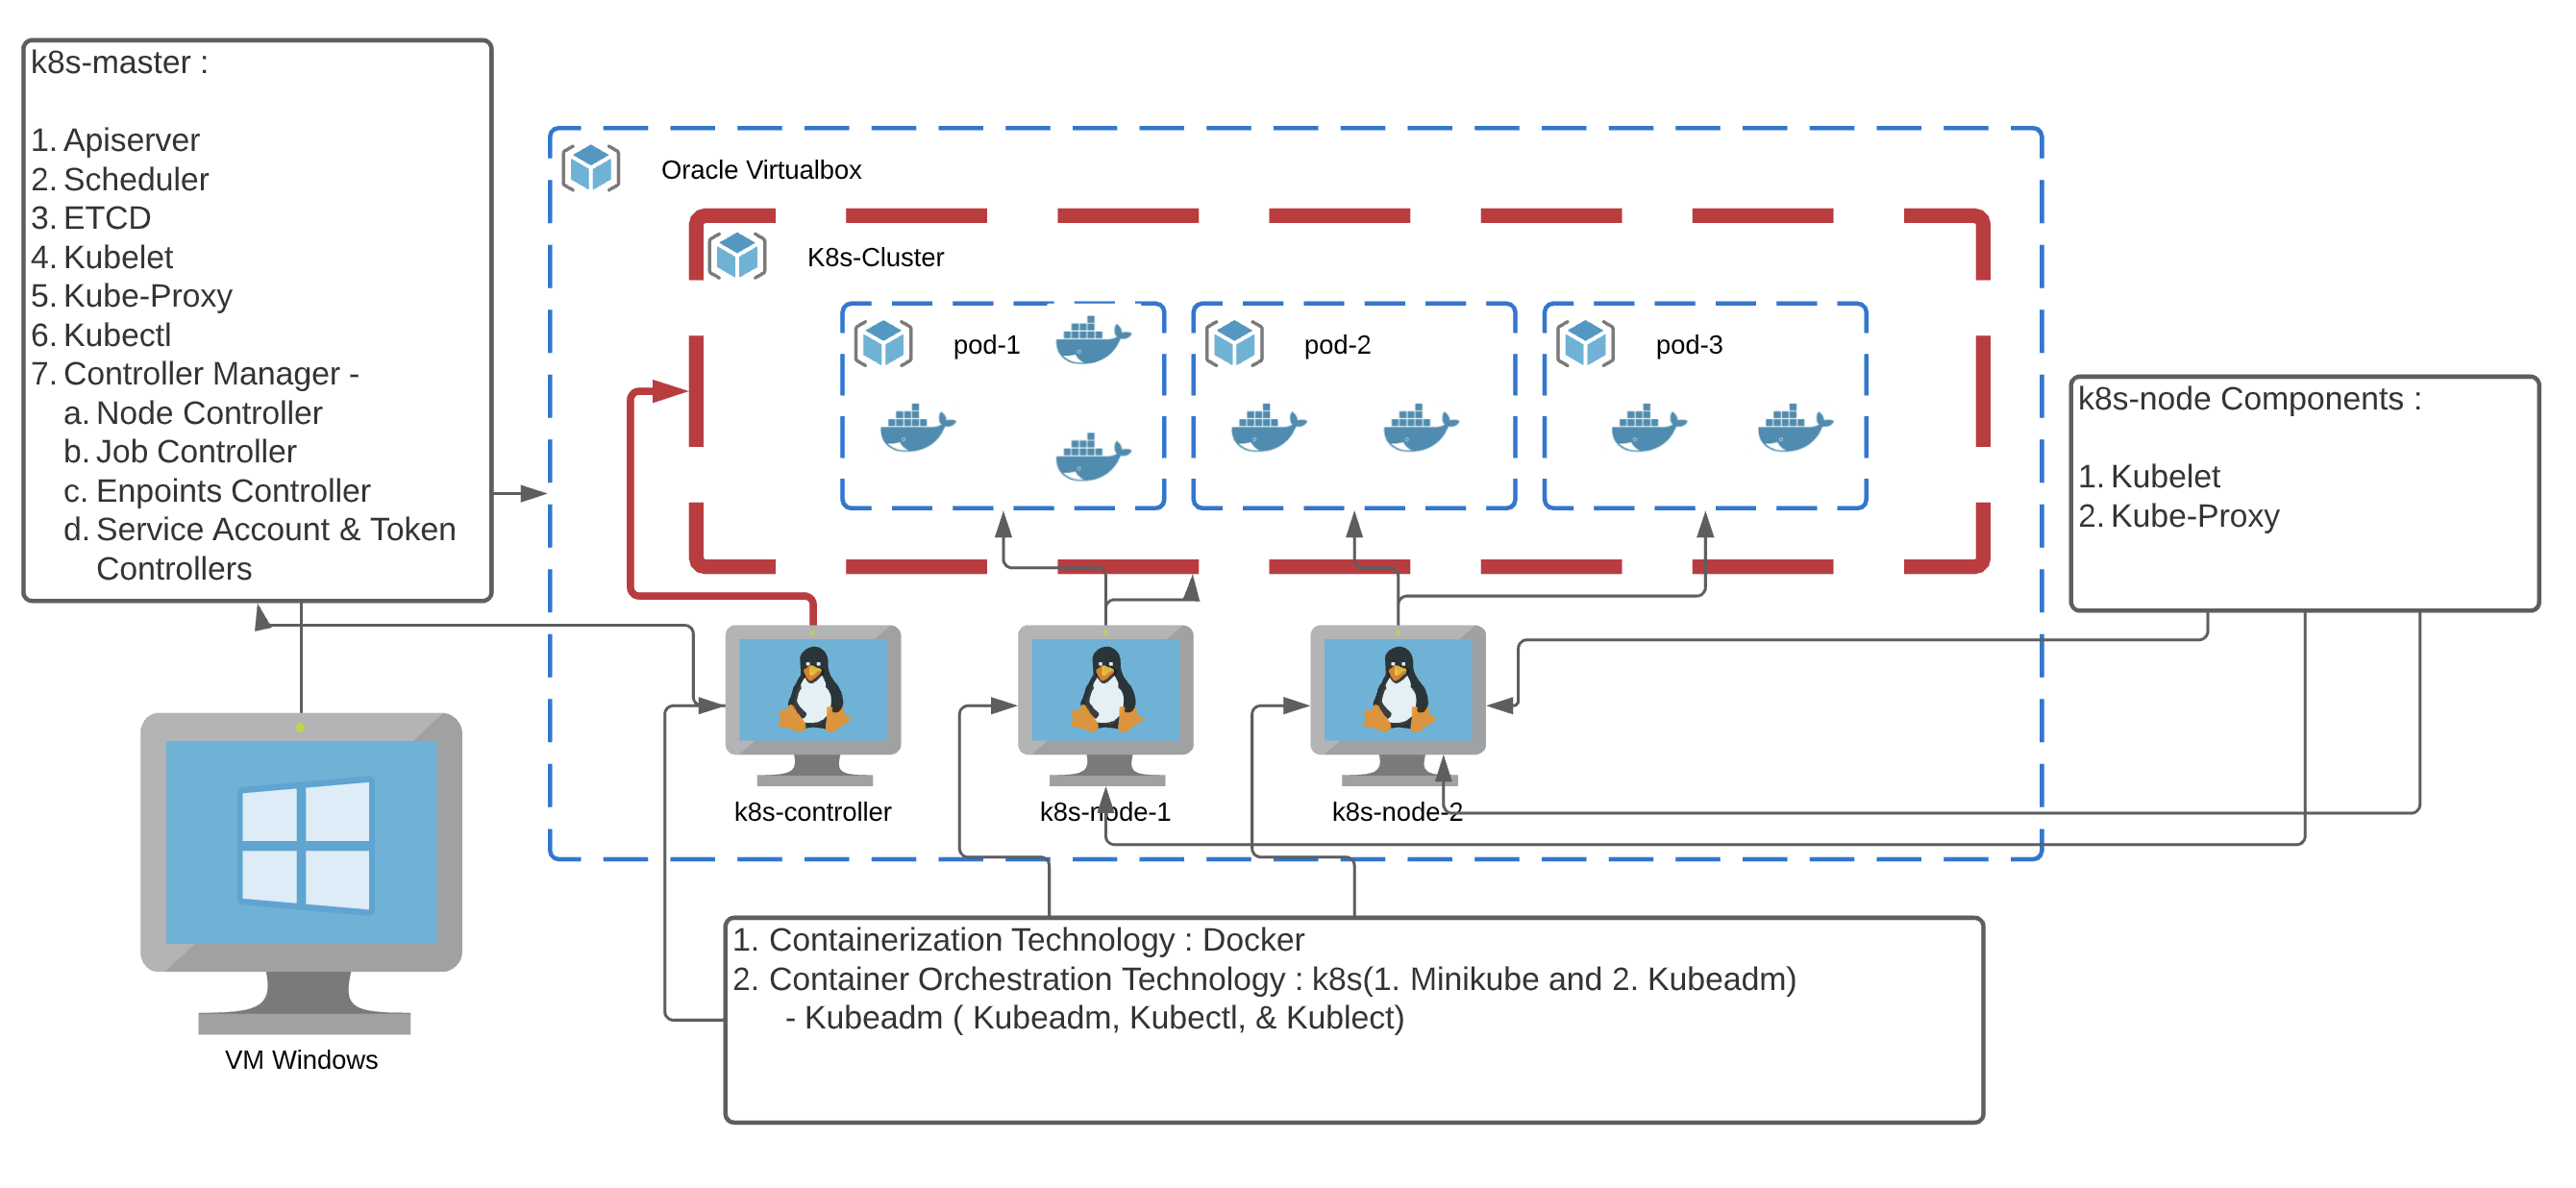 k8s-master :
1. Apiserver
2. Scheduler
3. ETCD
4. Kubelet
5. Kube-Proxy
6. Kubectl
7. Controller Manager -
a. Node Controller
b. Job Controller
c. Enpoints Controller
d. Service Account & Token
Controllers
VM Windows
Oracle Virtualbox
K8s-Cluster
pod-1
pod-2
pod-3
k8s-controller
k8s-node-1
k8s-node-2
k8s-node Components :
1. Kubelet
2. Kube-Proxy
1. Containerization Technology : Docker
2. Container Orchestration Technology : k8s(1. Minikube and 2. Kubeadm)
- Kubeadm ( Kubeadm, Kubectl, & Kublect)